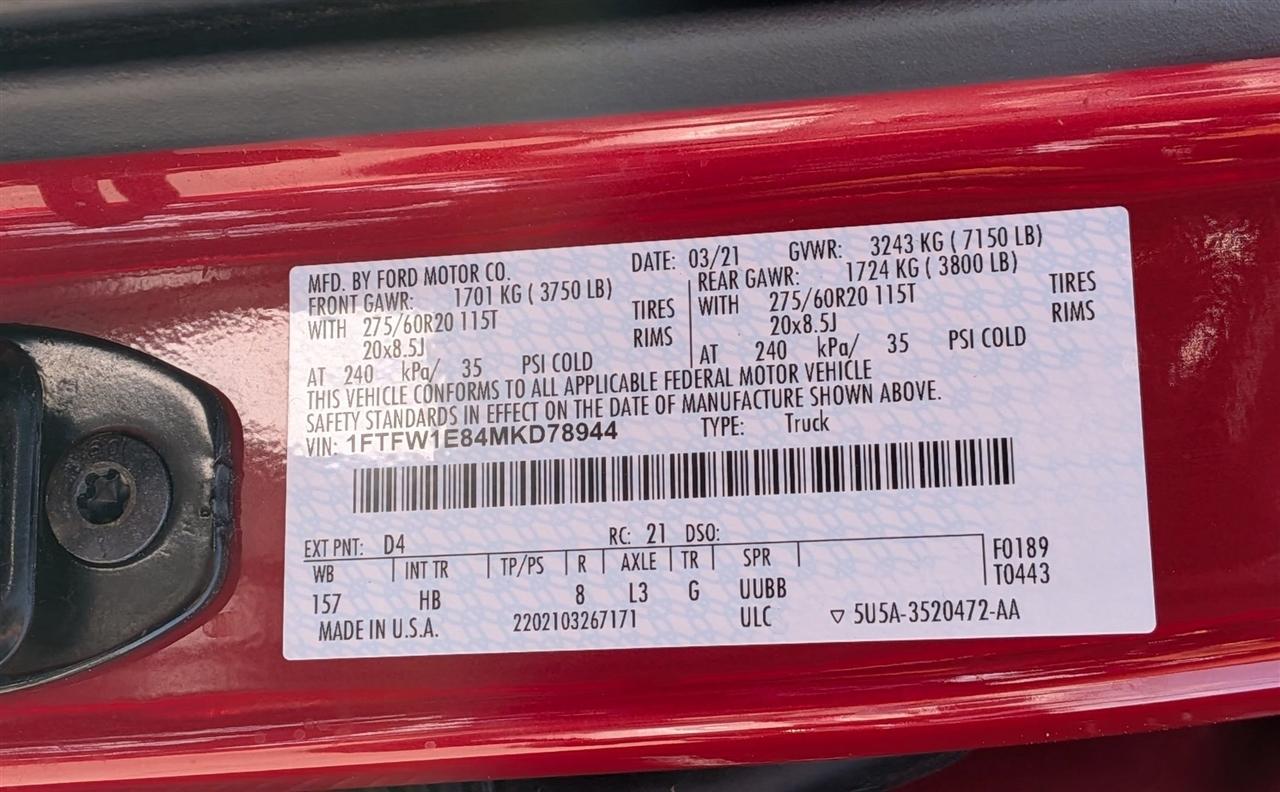 MFD. BY FORD MOTOR CO. DATE: 03/21 GVWR: 3243 KG ( 7150 LB)
FRONT GAWR: 1701 KG ( 3750 LB) REAR GAWR: 1724 KG ( 3800 LB)
WITH 275/60R20 115T TIRES WITH 275/60R20 115T TIRES
20x8.5J RIMS 20x8.5J RIMS
AT 240 kPa/ 35 PSI COLD AT 240 kPa/ 35 PSI COLD
THIS VEHICLE CONFORMS TO ALL APPLICABLE FEDERAL MOTOR VEHICLE
SAFETY STANDARDS IN EFFECT ON THE DATE OF MANUFACTURE SHOWN ABOVE.
VIN: 1FTFW1E84MKD78944 TYPE: Truck
EXT PNT: D4 RC: 21 DSO:
WB INT TR TP/PS R AXLE TR SPR F0189
157 HB 8 L3 G UUBB T0443
MADE IN U.S.A. 2202103267171 ULC ▽ 5U5A-3520472-AA